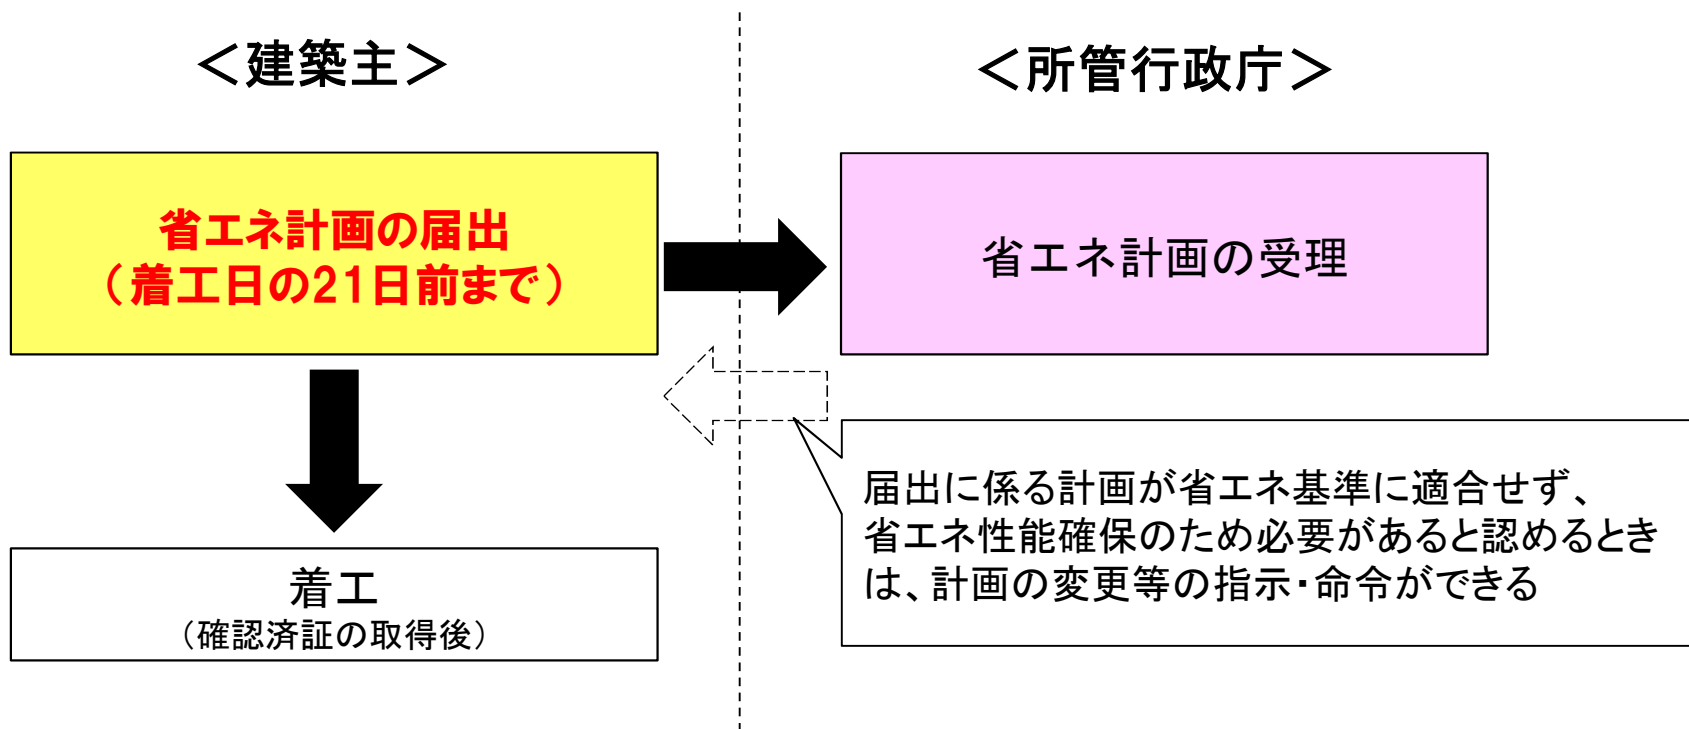 ＜建築主＞
＜所管行政庁＞
省エネ計画の届出
（着工日の21日前まで）
省エネ計画の受理
届出に係る計画が省エネ基準に適合せず、
省エネ性能確保のため必要があると認めるとき
は、計画の変更等の指示・命令ができる
着工
（確認済証の取得後）